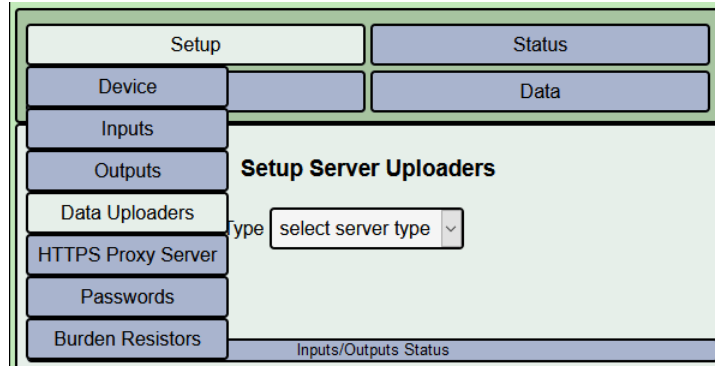 Setup Status
Device Data
Inputs
Outputs Setup Server Uploaders
Data Uploaders
Type select server type
HTTPS Proxy Server
Passwords
Burden Resistors
Inputs/Outputs Status